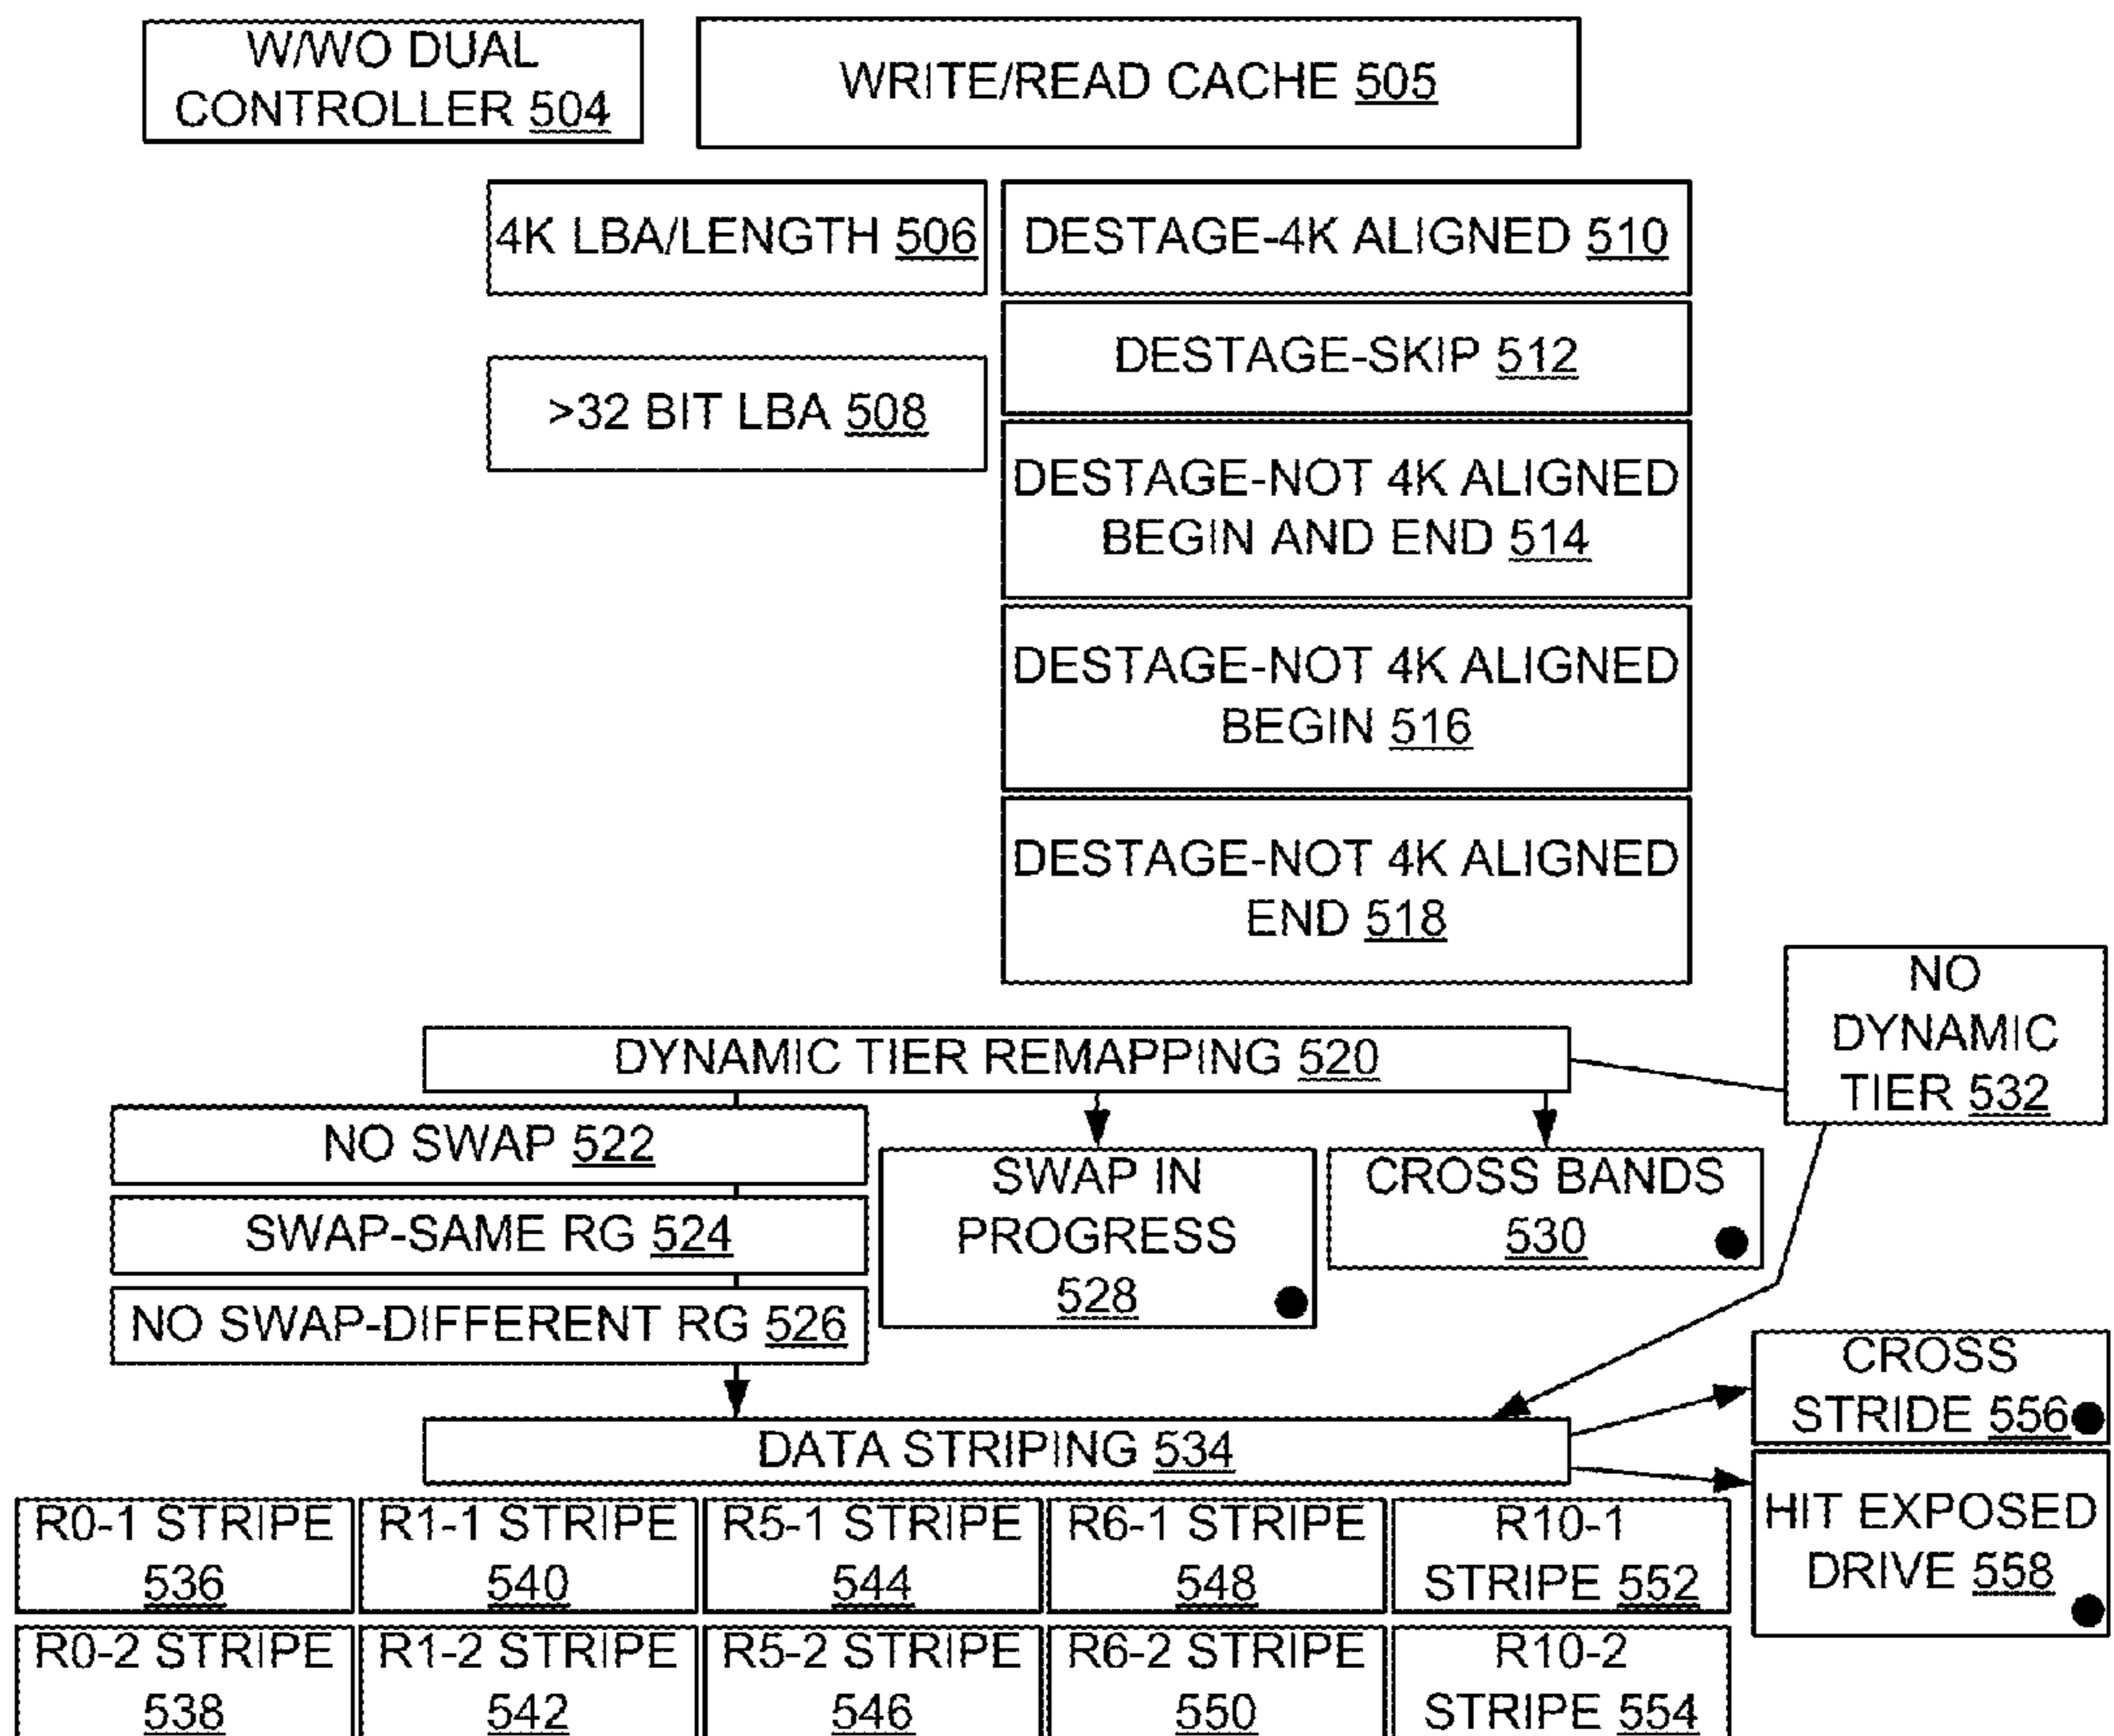 W/WO DUAL
CONTROLLER 504
WRITE/READ CACHE 505
4K LBA/LENGTH 506
DESTAGE-4K ALIGNED 510
DESTAGE-SKIP 512
>32 BIT LBA 508
DESTAGE-NOT 4K ALIGNED
BEGIN AND END 514
DESTAGE-NOT 4K ALIGNED
BEGIN 516
DESTAGE-NOT 4K ALIGNED
END 518
NO
DYNAMIC
TIER 532
DYNAMIC TIER REMAPPING 520
NO SWAP 522
SWAP-SAME RG 524
NO SWAP-DIFFERENT RG 526
SWAP IN
PROGRESS
528
CROSS BANDS
530
DATA STRIPING 534
CROSS
STRIDE 556
HIT EXPOSED
DRIVE 558
R0-1 STRIPE
536
R1-1 STRIPE
540
R5-1 STRIPE
544
R6-1 STRIPE
548
R10-1
STRIPE 552
R0-2 STRIPE
538
R1-2 STRIPE
542
R5-2 STRIPE
546
R6-2 STRIPE
550
R10-2
STRIPE 554